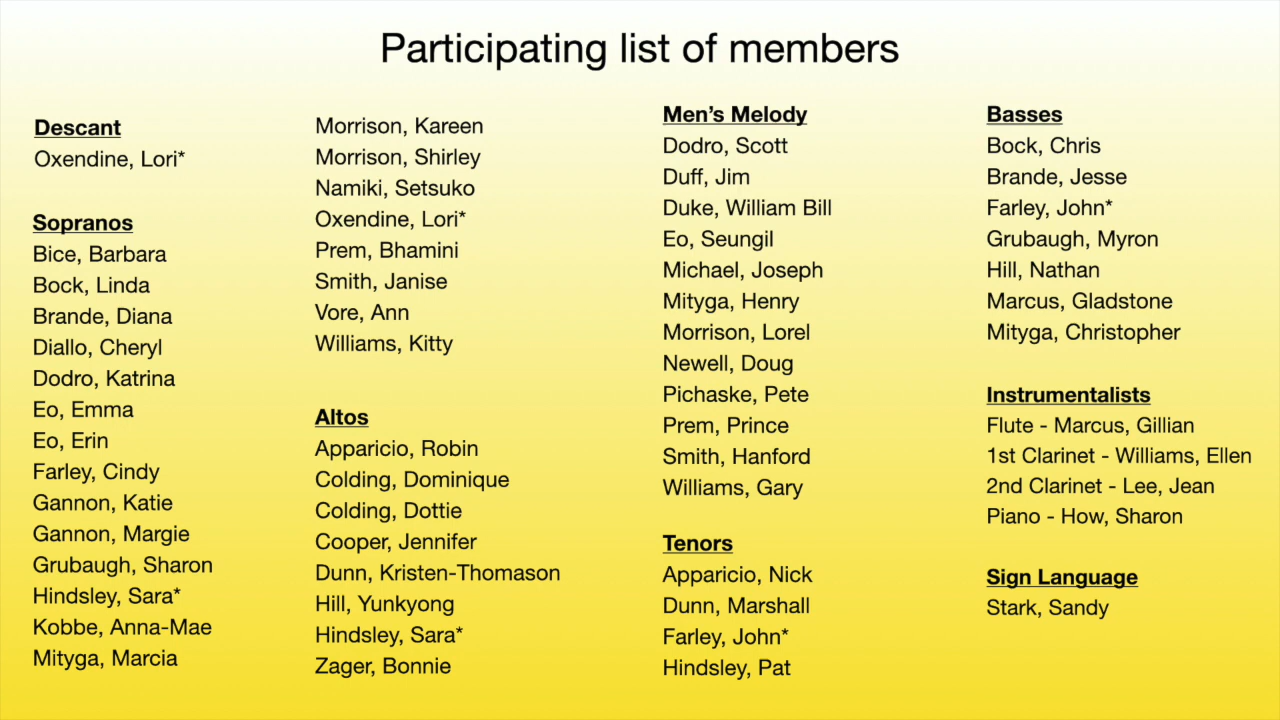 Participating list of members
Descant
Oxendine, Lori*
Sopranos
Bice, Barbara
Bock, Linda
Brande, Diana
Diallo, Cheryl
Dodro, Katrina
Eo, Emma
Eo, Erin
Farley, Cindy
Gannon, Katie
Gannon, Margie
Grubaugh, Sharon
Hindsley, Sara*
Kobbe, Anna-Mae
Mityga, Marcia
Morrison, Kareen
Morrison, Shirley
Namiki, Setsuko
Oxendine, Lori*
Prem, Bhamini
Smith, Janise
Vore, Ann
Williams, Kitty
Altos
Apparicio, Robin
Colding, Dominique
Colding, Dottie
Cooper, Jennifer
Dunn, Kristen-Thomason
Hill, Yunkyong
Hindsley, Sara*
Zager, Bonnie
Men's Melody
Dodro, Scott
Duff, Jim
Duke, William Bill
Eo, Seungil
Michael, Joseph
Mityga, Henry
Morrison, Lorel
Newell, Doug
Pichaske, Pete
Prem, Prince
Smith, Hanford
Williams, Gary
Tenors
Apparicio, Nick
Dunn, Marshall
Farley, John*
Hindsley, Pat
Basses
Bock, Chris
Brande, Jesse
Farley, John*
Grubaugh, Myron
Hill, Nathan
Marcus, Gladstone
Mityga, Christopher
Instrumentalists
Flute - Marcus, Gillian
1st Clarinet - Williams, Ellen
2nd Clarinet - Lee, Jean
Piano - How, Sharon
Sign Language
Stark, Sandy